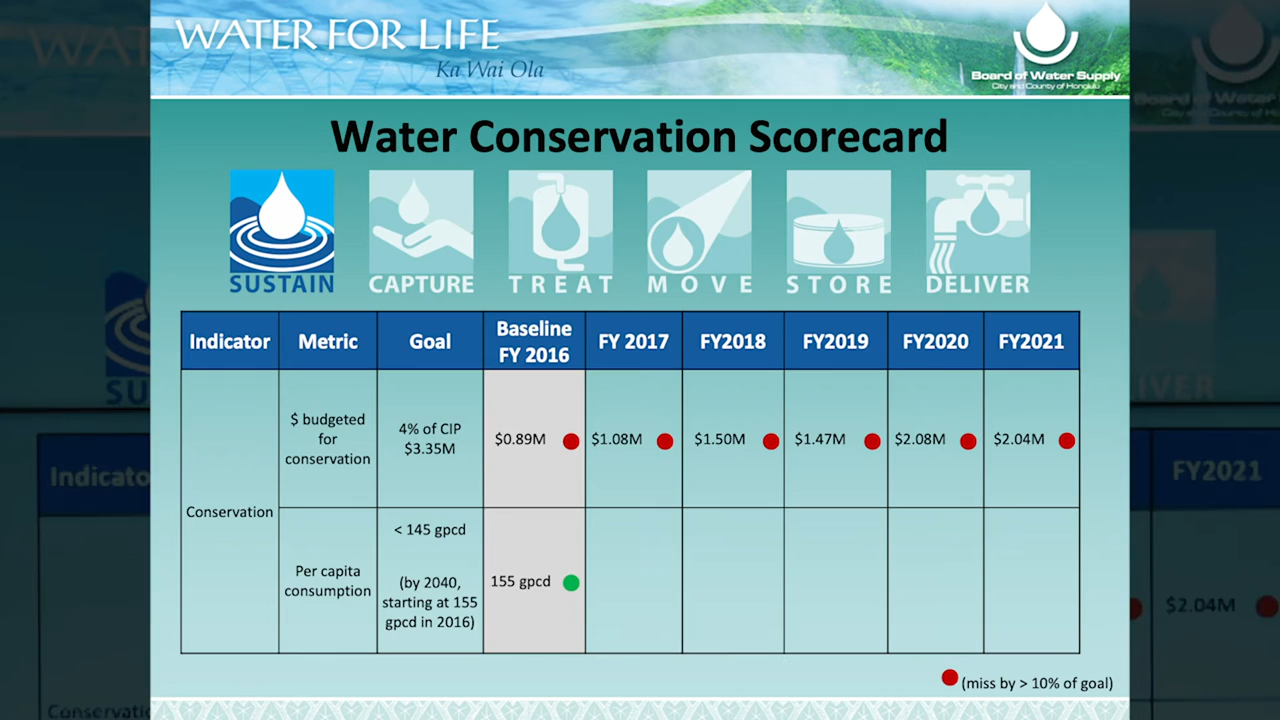 WATER FOR LIFE
Ka Wai Ola
Board of Water Supply
City and County of Honolulu
Water Conservation Scorecard
SUSTAIN
CAPTURE
TREAT
MOVE
STORE
DELIVER
Indicator
Metric
Goal
Baseline
FY 2016
FY 2017
FY2018
FY2019
FY2020
FY2021
Conservation
$ budgeted
for
conservation
4% of CIP
$3.35M
$0.89M
$1.08M
$1.50M
$1.47M
$2.08M
$2.04M
Per capita
consumption
< 145 gpcd
(by 2040,
starting at 155
gpcd in 2016)
155 gpcd
(miss by > 10% of goal)
Indicato
FY2021
$2.04M